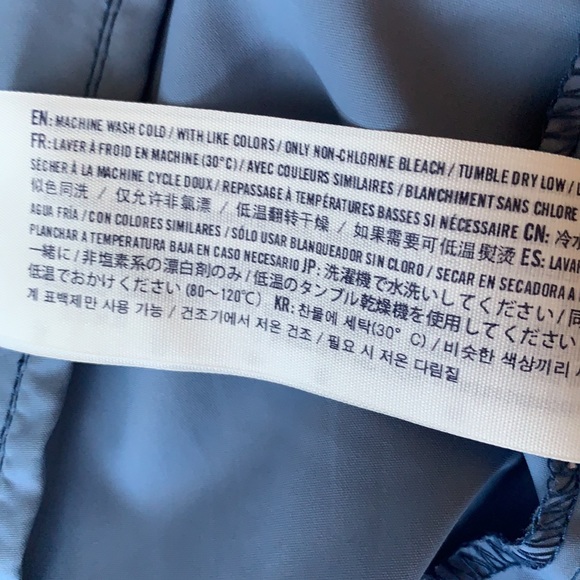 EN: MACHINE WASH COLD / WITH LIKE COLORS / ONLY NON-CHLORINE BLEACH / TUMBLE DRY LOW /
FR: LAVER À FROID EN MACHINE (30°C) / AVEC COULEURS SIMILAIRES / BLANCHIMENT SANS CHLORE
SÉCHER À LA MACHINE CYCLE DOUX / REPASSAGE À TEMPÉRATURES BASSES SI NÉCESSAIRE CN: 冷水
似色同洗 / 仅允许非氯漂 / 低温翻转干燥 / 如果需要可低温熨烫 ES: LAVAR
AGUA FRÍA / CON COLORES SIMILARES / SÓLO USAR BLANQUEADOR SIN CLORO / SECAR EN SECADORA A
PLANCHAR A TEMPERATURA BAJA EN CASO NECESARIO JP: 洗濯機で水洗いしてください / 同
一緒に / 非塩素系の漂白剤のみ / 低温のタンブル乾燥機を使用してください
低温でおかけください (80～120℃) KR: 찬물에 세탁(30° C) / 비슷한 색상끼리
계 표백제만 사용 가능 / 건조기에서 저온 건조 / 필요 시 저온 다림질